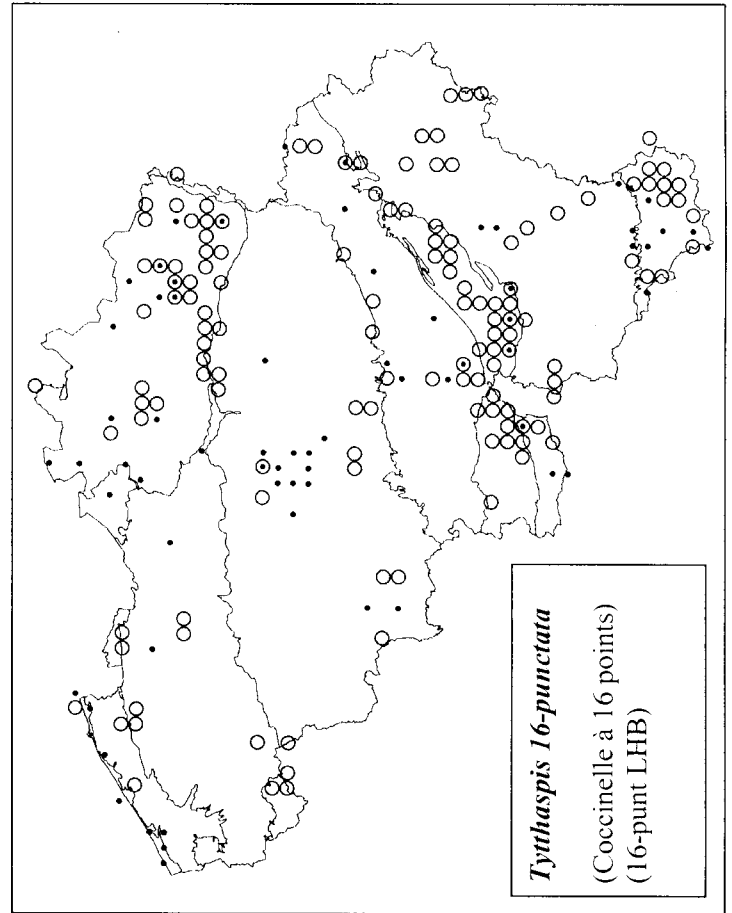 Tytthaspis 16-punctata
(Coccinelle à 16 points)
(16-punt LHB)